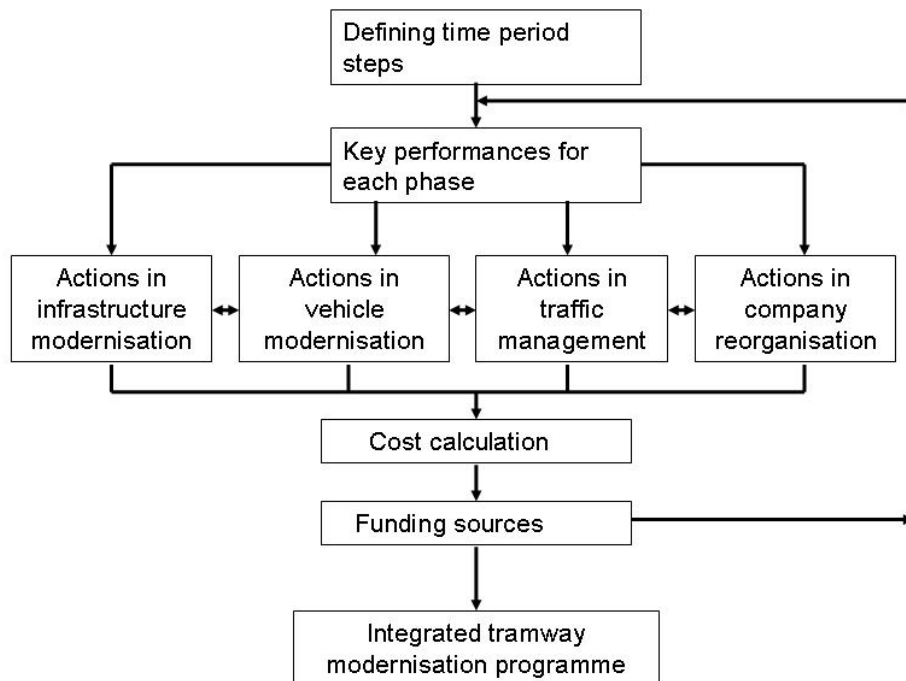 Defining time period
steps
Key performances for
each phase
Actions in
infrastructure
modernisation
Actions in
vehicle
modernisation
Actions in
traffic
management
Actions in
company
reorganisation
Cost calculation
Funding sources
Integrated tramway
modernisation programme